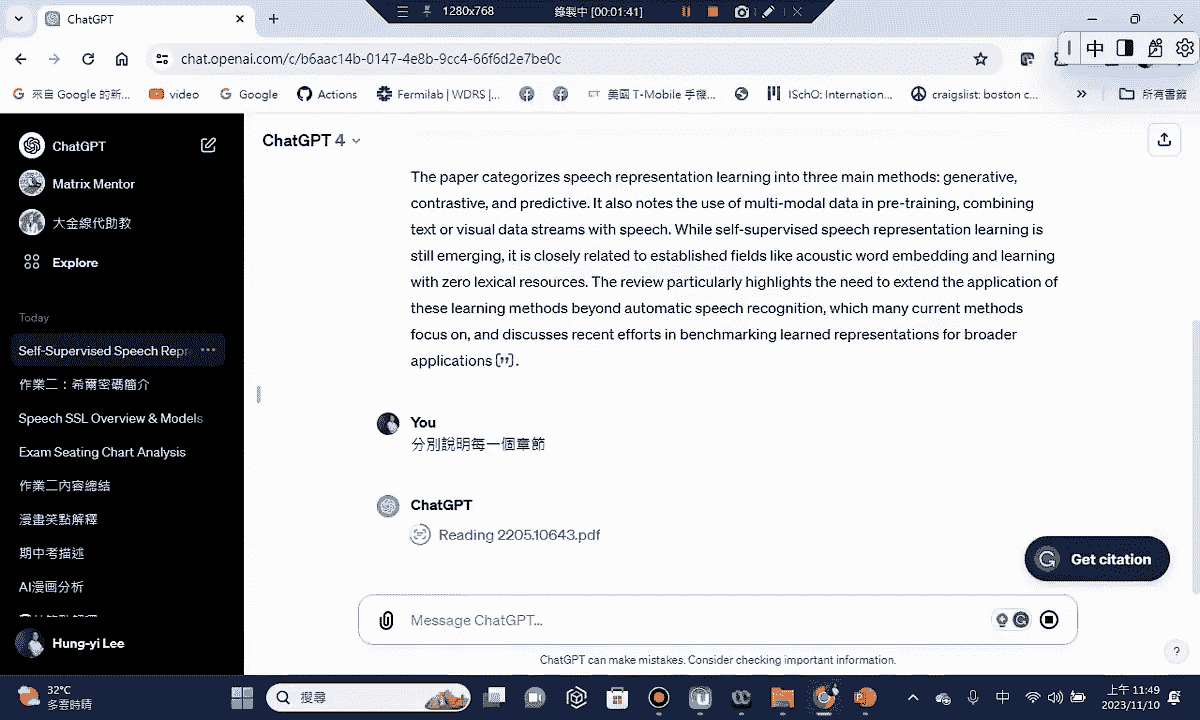 1280x768
錄製中 [00:01:41]
ChatGPT
chat.openai.com/c/b6aac14b-0147-4e8b-9cc4-66f6d2e7be0c
中
來自 Google 的新...
video
Google
Actions
Fermilab | WDRS |...
美國 T-Mobile 手機...
ISchO: Internation...
craigslist: boston c...
所有書籤
ChatGPT
Matrix Mentor
大金線代助教
Explore
Today
Self-Supervised Speech Repr
作業二：希爾密碼簡介
Speech SSL Overview & Models
Exam Seating Chart Analysis
作業二內容總結
漫畫笑點解釋
期中考描述
AI漫画分析
Hung-yi Lee
ChatGPT 4
The paper categorizes speech representation learning into three main methods: generative,
contrastive, and predictive. It also notes the use of multi-modal data in pre-training, combining
text or visual data streams with speech. While self-supervised speech representation learning is
still emerging, it is closely related to established fields like acoustic word embedding and learning
with zero lexical resources. The review particularly highlights the need to extend the application of
these learning methods beyond automatic speech recognition, which many current methods
focus on, and discusses recent efforts in benchmarking learned representations for broader
applications.
You
分別說明每一個章節
ChatGPT
Reading 2205.10643.pdf
Get citation
Message ChatGPT...
ChatGPT can make mistakes. Consider checking important information.
?
32°C
多雲時晴
搜尋
中
上午 11:49
2023/11/10